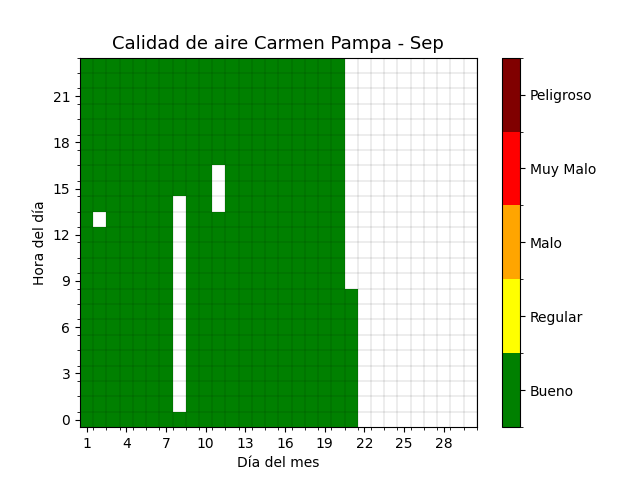 Calidad de aire Carmen Pampa - Sep
Hora del día
21
18
15
12
9
6
3
0
1 4 7 10 13 16 19 22 25 28
Día del mes
Peligroso
Muy Malo
Malo
Regular
Bueno